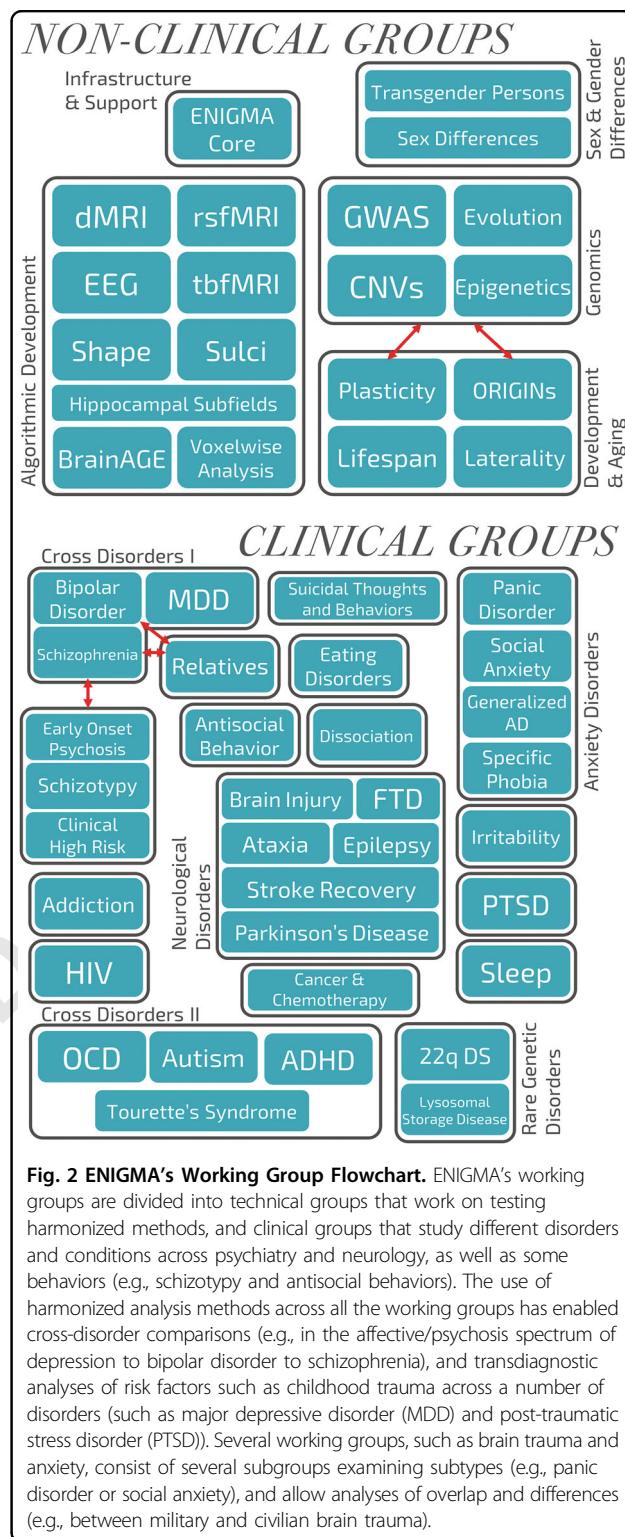 NON-CLINICAL GROUPS
Infrastructure
& Support
ENIGMA
Core
Transgender Persons
Sex Differences
Sex & Gender
Differences
Algorithmic Development
dMRI
rsfMRI
EEG
tbfMRI
Shape
Sulci
Hippocampal Subfields
BrainAGE
Voxelwise
Analysis
GWAS
Evolution
CNVs
Epigenetics
Genomics
Plasticity
ORIGINs
Lifespan
Laterality
Development
& Aging
CLINICAL GROUPS
Cross Disorders I
Bipolar
Disorder
MDD
Schizophrenia
Relatives
Suicidal Thoughts
and Behaviors
Eating
Disorders
Antisocial
Behavior
Dissociation
Panic
Disorder
Social
Anxiety
Generalized
AD
Specific
Phobia
Anxiety Disorders
Early Onset
Psychosis
Schizotypy
Clinical
High Risk
Neurological
Disorders
Brain Injury
FTD
Ataxia
Epilepsy
Stroke Recovery
Parkinson's Disease
Irritability
Addiction
PTSD
HIV
Cancer &
Chemotherapy
Sleep
Cross Disorders II
OCD
Autism
ADHD
Tourette's Syndrome
22q DS
Lysosomal
Storage Disease
Rare Genetic
Disorders
Fig. 2 ENIGMA's Working Group Flowchart. ENIGMA's working
groups are divided into technical groups that work on testing
harmonized methods, and clinical groups that study different disorders
and conditions across psychiatry and neurology, as well as some
behaviors (e.g., schizotypy and antisocial behaviors). The use of
harmonized analysis methods across all the working groups has enabled
cross-disorder comparisons (e.g., in the affective/psychosis spectrum of
depression to bipolar disorder to schizophrenia), and transdiagnostic
analyses of risk factors such as childhood trauma across a number of
disorders (such as major depressive disorder (MDD) and post-traumatic
stress disorder (PTSD)). Several working groups, such as brain trauma and
anxiety, consist of several subgroups examining subtypes (e.g., panic
disorder or social anxiety), and allow analyses of overlap and differences
(e.g., between military and civilian brain trauma).